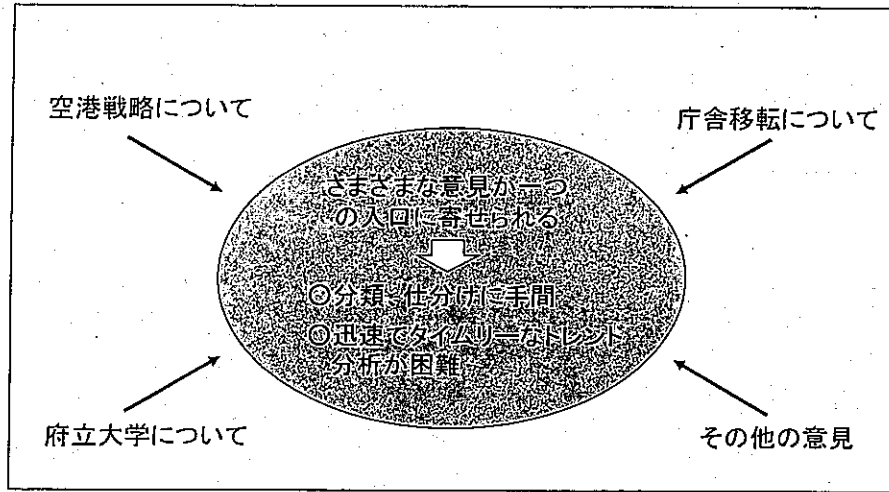 空港戦略について
庁舎移転について
さまざまな意見が一つ
の入口に寄せられる
◎分類、仕分けに手間
◎迅速でタイムリーなトレンド
分析が困難
府立大学について
その他の意見